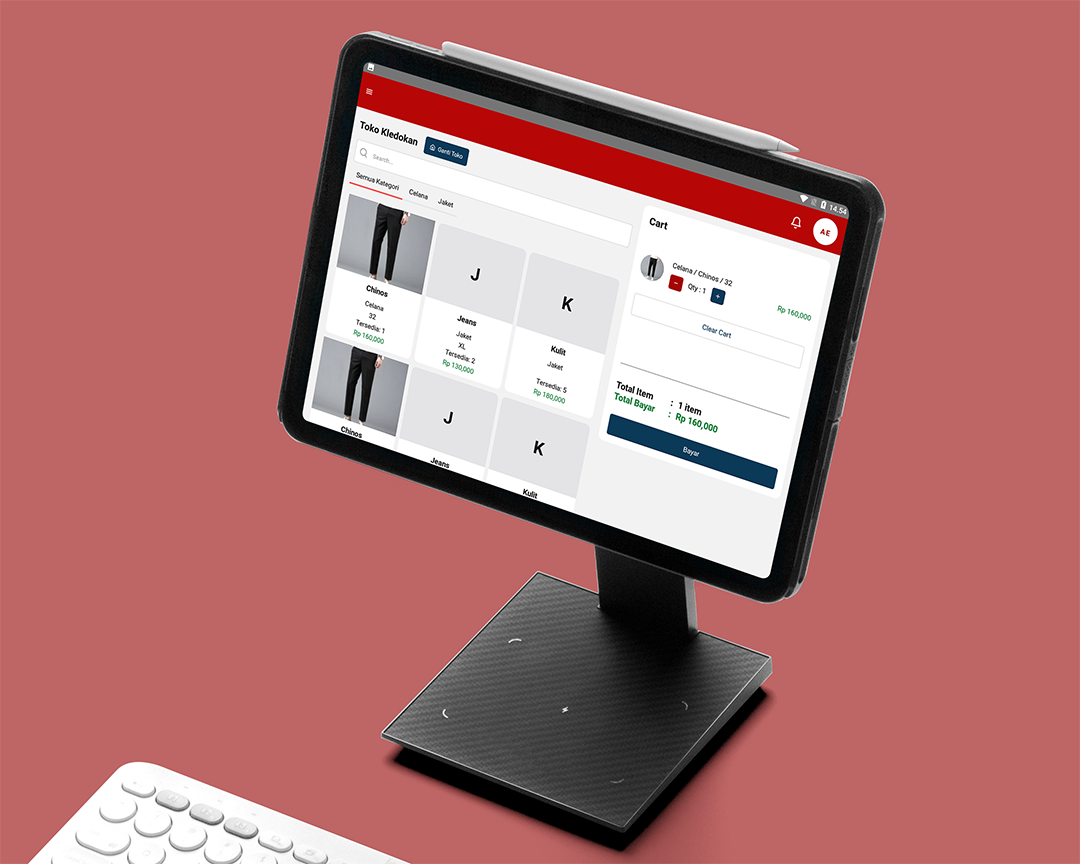 14.54
AE
Toko Kledokan
Ganti Toko
Search...
Semua Kategori
Celana
Jaket
Chinos
Celana
32
Tersedia: 1
Rp 160,000
J
Jeans
Jaket
XL
Tersedia: 2
Rp 130,000
K
Kulit
Jaket
Tersedia: 5
Rp 180,000
Chinos
J
Jeans
K
Kulit
Cart
Celana / Chinos / 32
Qty : 1
Rp 160,000
Clear Cart
Total Item : 1 item
Total Bayar : Rp 160,000
Bayar